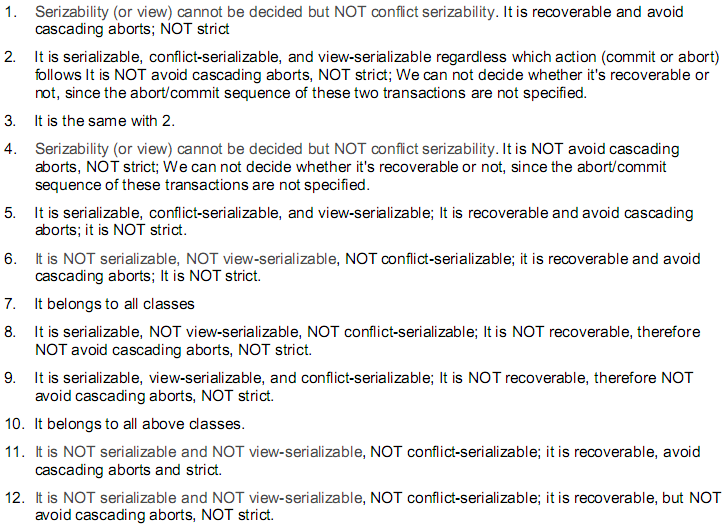 1. Serizability (or view) cannot be decided but NOT conflict serizability. It is recoverable and avoid
cascading aborts; NOT strict
2. It is serializable, conflict-serializable, and view-serializable regardless which action (commit or abort)
follows It is NOT avoid cascading aborts, NOT strict; We can not decide whether it's recoverable or
not, since the abort/commit sequence of these two transactions are not specified.
3. It is the same with 2.
4. Serizability (or view) cannot be decided but NOT conflict serizability. It is NOT avoid cascading
aborts, NOT strict; We can not decide whether it's recoverable or not, since the abort/commit
sequence of these transactions are not specified.
5. It is serializable, conflict-serializable, and view-serializable; It is recoverable and avoid cascading
aborts; it is NOT strict.
6. It is NOT serializable, NOT view-serializable, NOT conflict-serializable; it is recoverable and avoid
cascading aborts; It is NOT strict.
7. It belongs to all classes
8. It is serializable, NOT view-serializable, NOT conflict-serializable; It is NOT recoverable, therefore
NOT avoid cascading aborts, NOT strict.
9. It is serializable, view-serializable, and conflict-serializable; It is NOT recoverable, therefore NOT
avoid cascading aborts, NOT strict.
10. It belongs to all above classes.
11. It is NOT serializable and NOT view-serializable, NOT conflict-serializable; it is recoverable, avoid
cascading aborts and strict.
12. It is NOT serializable and NOT view-serializable, NOT conflict-serializable; it is recoverable, but NOT
avoid cascading aborts, NOT strict.